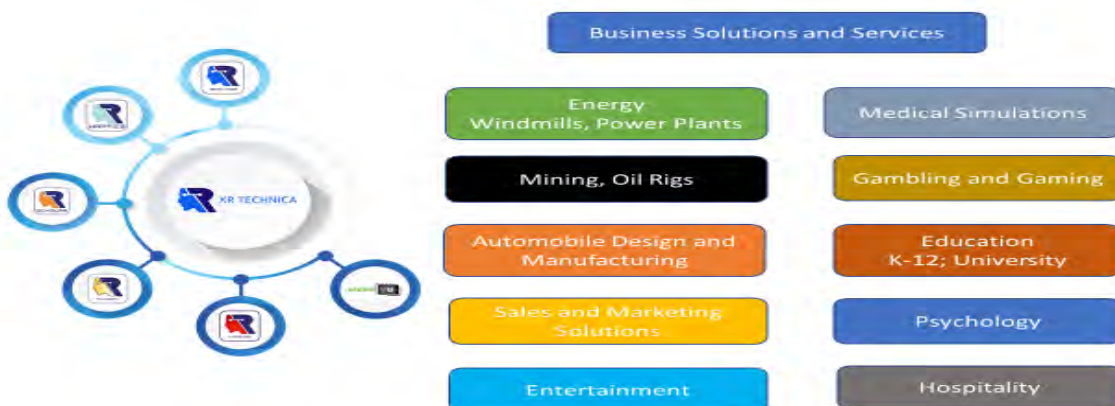 Business Solutions and Services
Energy
Windmills, Power Plants
Medical Simulations
Mining, Oil Rigs
Gambling and Gaming
Automobile Design and
Manufacturing
Education
K-12; University
Sales and Marketing
Solutions
Psychology
Entertainment
Hospitality
XR TECHNICA